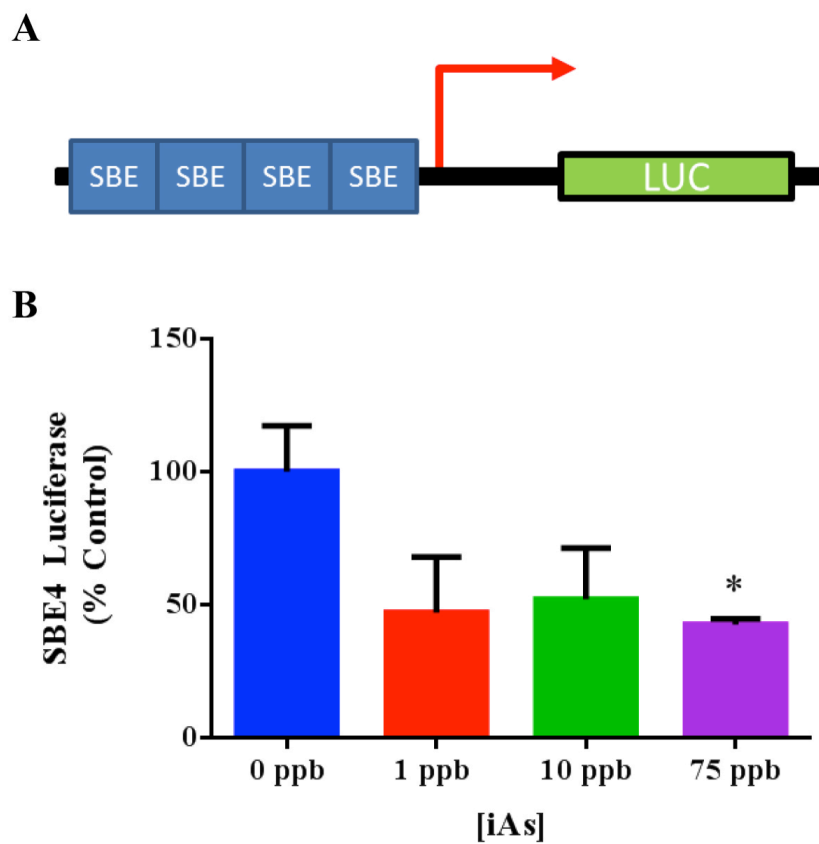 A
SBE SBE SBE SBE LUC
B
SBE4 Luciferase
(% Control)
150
100
50
0
*
0 ppb 1 ppb 10 ppb 75 ppb
[iAs]